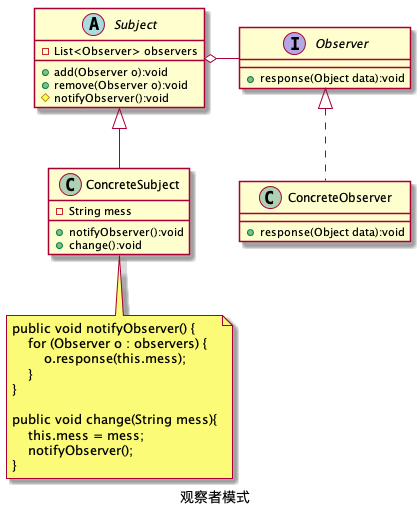 A Subject
List<Observer> observers
add(Observer o):void
remove(Observer o):void
notifyObserver():void
I Observer
response(Object data):void
C ConcreteSubject
String mess
notifyObserver():void
change():void
C ConcreteObserver
response(Object data):void
public void notifyObserver() {
    for (Observer o : observers) {
        o.response(this.mess);
    }
}

public void change(String mess){
    this.mess = mess;
    notifyObserver();
}
观察者模式